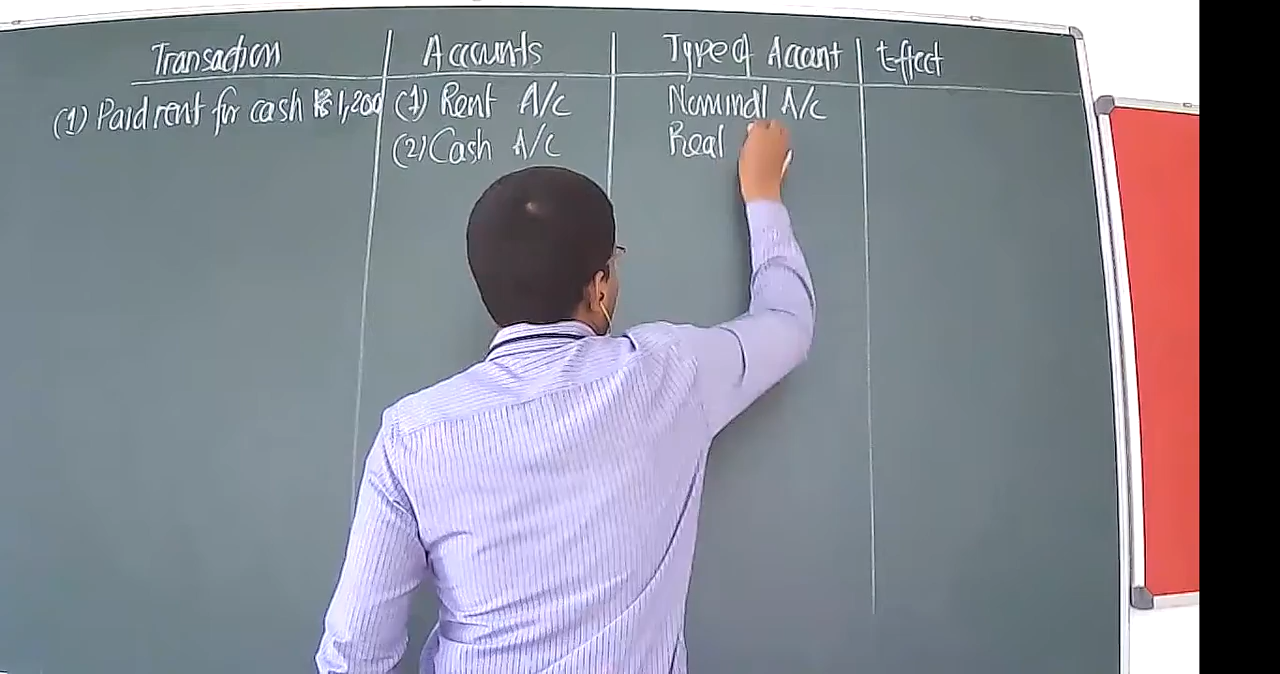 Transaction Accounts Type of Account Effect
(1) Paid rent for cash Rs 1,200 (1) Rent A/c Nominal A/c
(2) Cash A/c Real